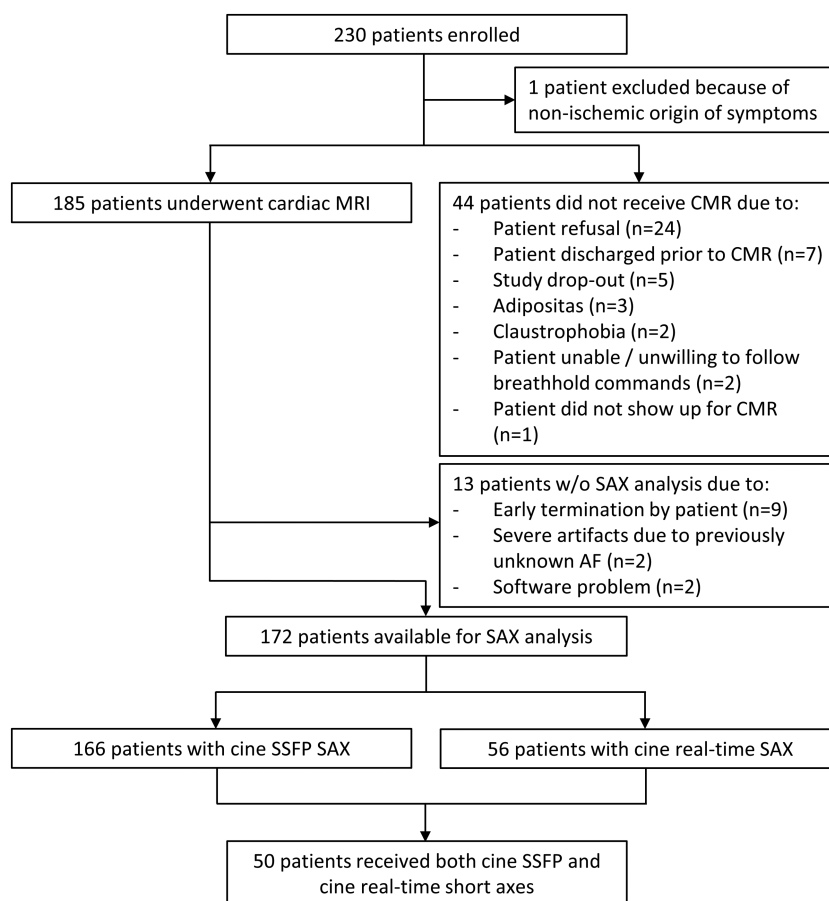 230 patients enrolled
1 patient excluded because of
non-ischemic origin of symptoms
185 patients underwent cardiac MRI
44 patients did not receive CMR due to:
- Patient refusal (n=24)
- Patient discharged prior to CMR (n=7)
- Study drop-out (n=5)
- Adipositas (n=3)
- Claustrophobia (n=2)
- Patient unable / unwilling to follow
breathhold commands (n=2)
- Patient did not show up for CMR
(n=1)
13 patients w/o SAX analysis due to:
- Early termination by patient (n=9)
- Severe artifacts due to previously
unknown AF (n=2)
- Software problem (n=2)
172 patients available for SAX analysis
166 patients with cine SSFP SAX
56 patients with cine real-time SAX
50 patients received both cine SSFP and
cine real-time short axes